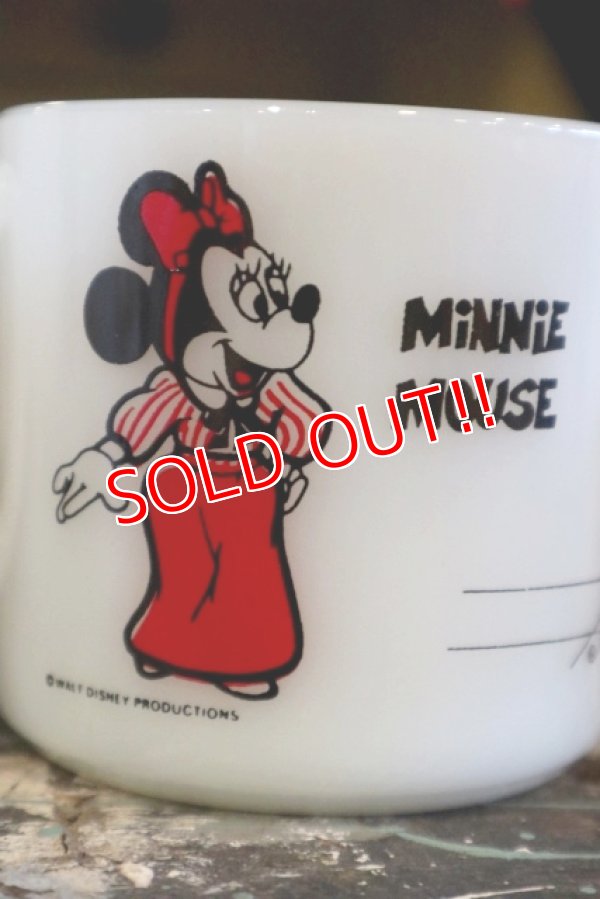 MiNNiE
MOUSE
SOLD OUT!!
©WALT DISNEY PRODUCTIONS